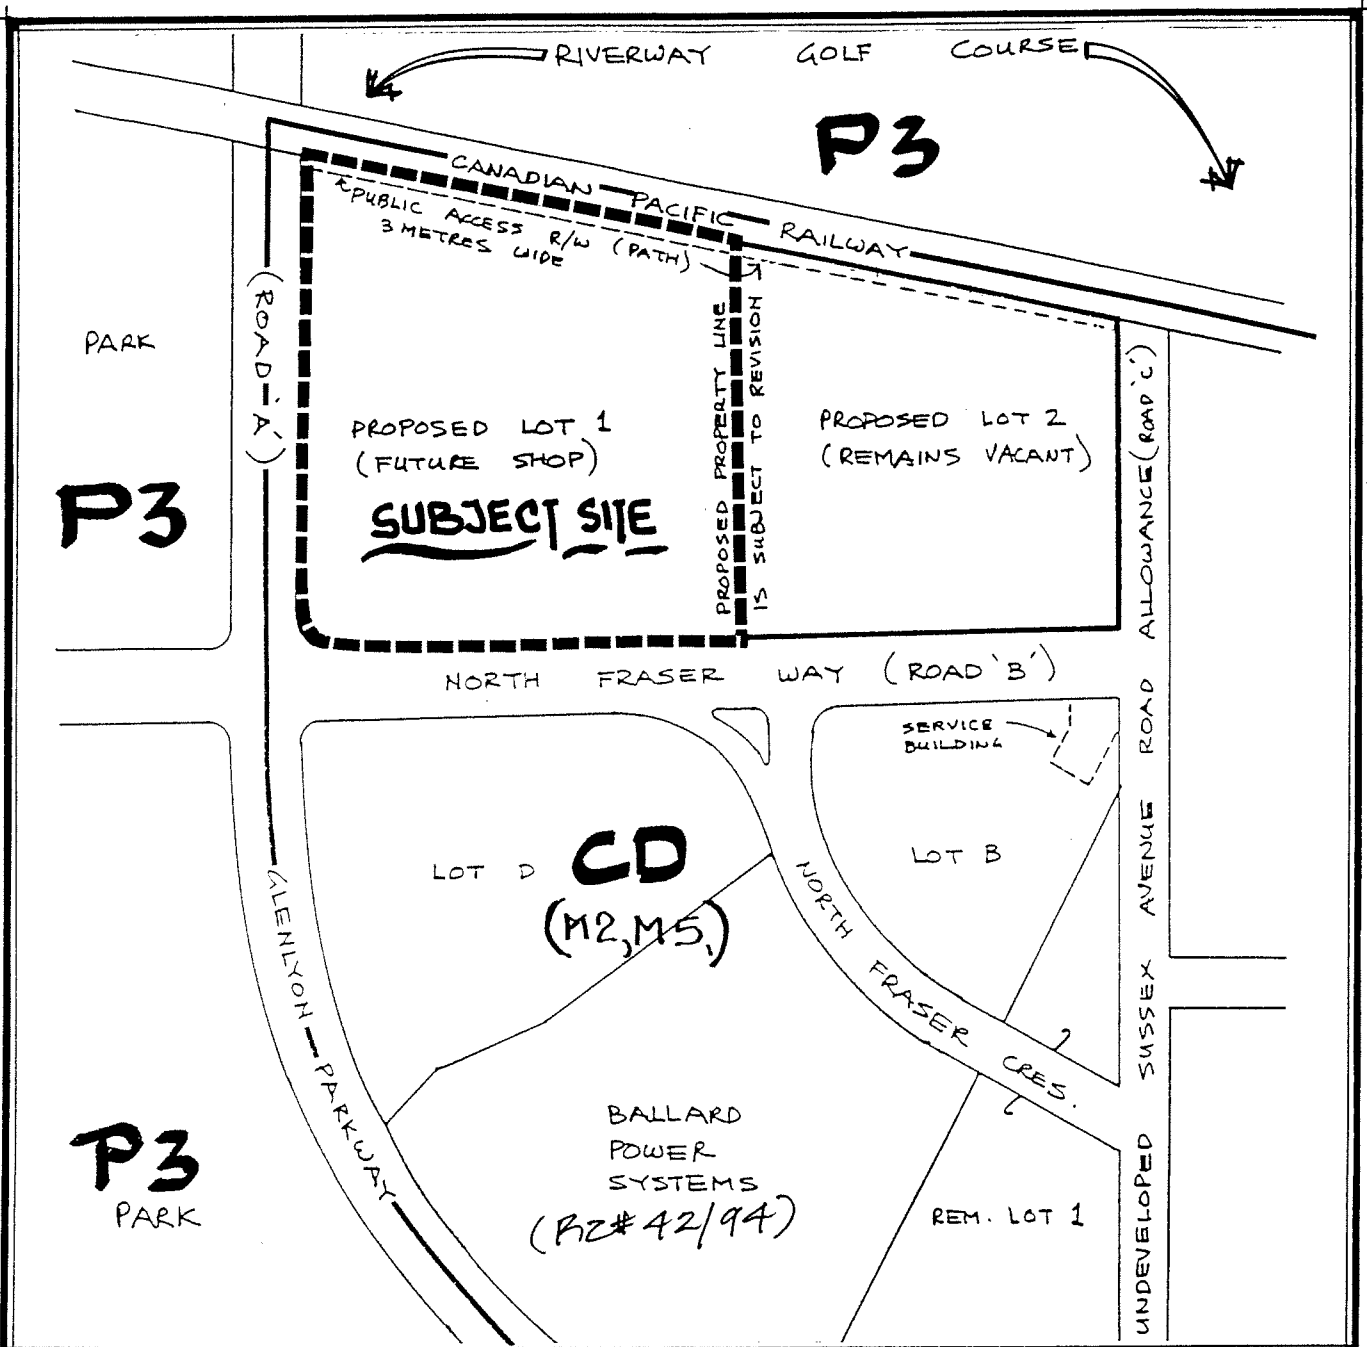 RIVERWAY GOLF COURSE
P3
CANADIAN PACIFIC RAILWAY
PUBLIC ACCESS R/W (PATH)
3 METRES WIDE
(ROAD 'A')
PARK
P3
PROPOSED LOT 1
(FUTURE SHOP)
SUBJECT SITE
PROPOSED PROPERTY LINE
IS SUBJECT TO REVISION
PROPOSED LOT 2
(REMAINS VACANT)
UNDEVELOPED SUSSEX AVENUE ROAD ALLOWANCE (ROAD 'C')
NORTH FRASER WAY (ROAD 'B')
SERVICE
BUILDING
LOT D
CD
(M2, M5,)
LOT B
NORTH FRASER CRES.
GLENLYON PARKWAY
P3
PARK
BALLARD
POWER
SYSTEMS
(RZ# 42/94)
REM. LOT 1